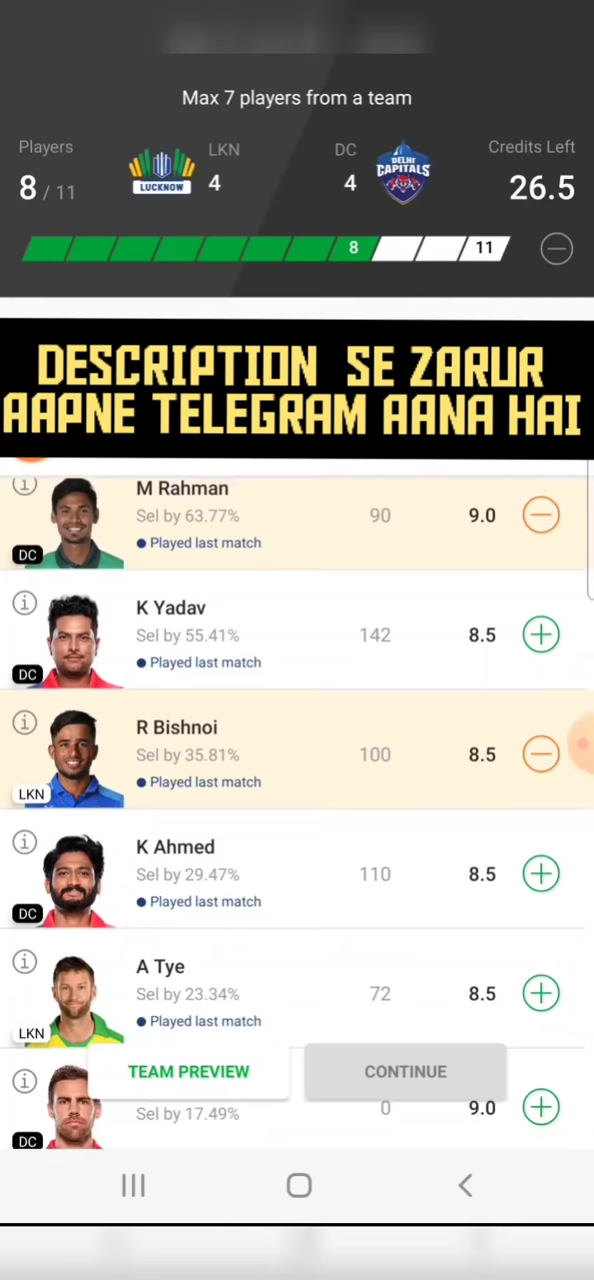 Max 7 players from a team
Players
LKN
DC
Credits Left
8 / 11
LUCKNOW
4
4
DELHI
CAPITALS
26.5
8
11
DESCRIPTION SE ZARUR
AAPNE TELEGRAM AANA HAI
M Rahman
Sel by 63.77%
90
9.0
Played last match
DC
K Yadav
Sel by 55.41%
142
8.5
Played last match
DC
R Bishnoi
Sel by 35.81%
100
8.5
Played last match
LKN
K Ahmed
Sel by 29.47%
110
8.5
Played last match
DC
A Tye
Sel by 23.34%
72
8.5
Played last match
LKN
TEAM PREVIEW
CONTINUE
Sel by 17.49%
0
9.0
DC